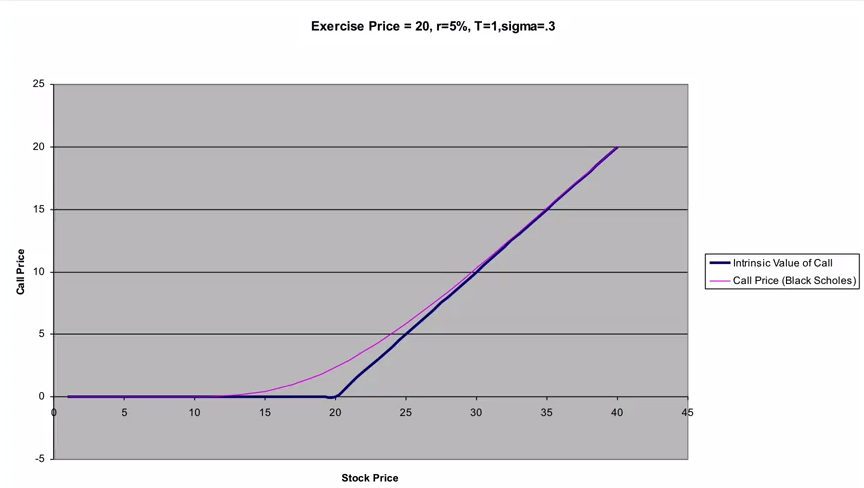 Exercise Price = 20, r=5%, T=1,sigma=.3
25
20
15
10
5
0
-5
Call Price
0 5 10 15 20 25 30 35 40 45
Stock Price
Intrinsic Value of Call
Call Price (Black Scholes)